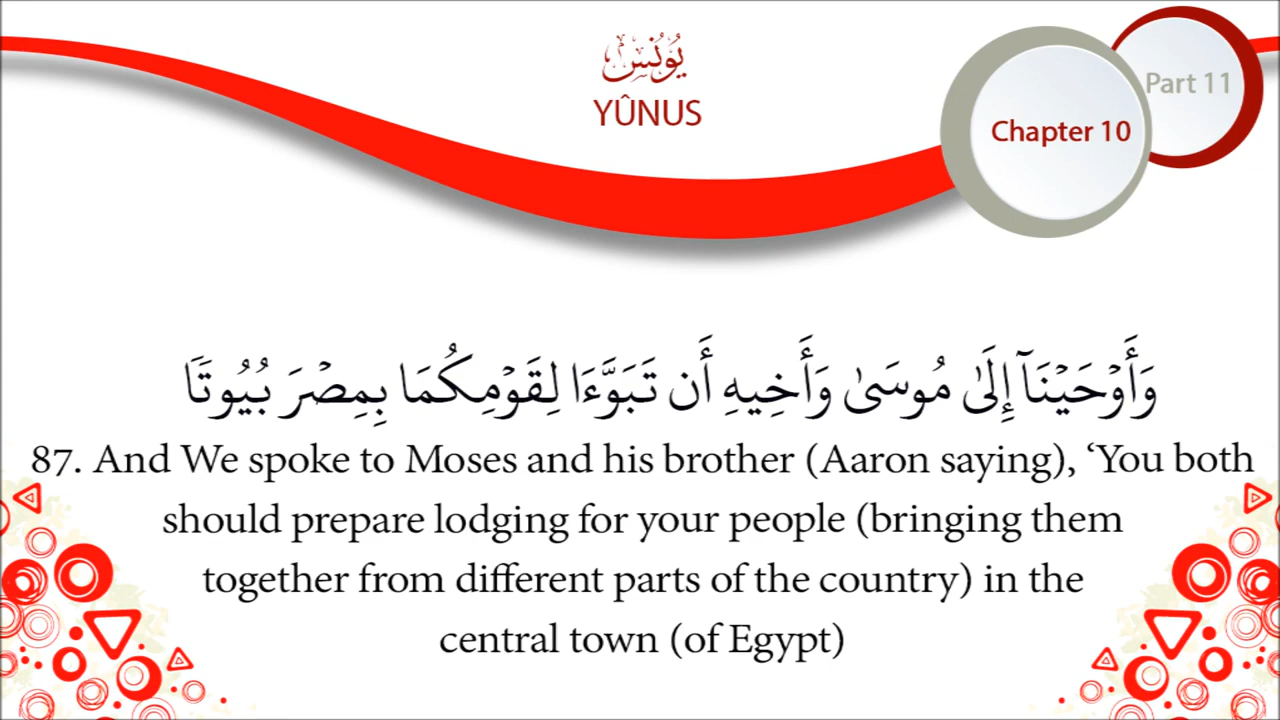 يُونُس
YÛNUS
Part 11
Chapter 10
وَأَوْحَيْنَآ إِلَىٰ مُوسَىٰ وَأَخِيهِ أَن تَبَوَّءَا لِقَوْمِكُمَا بِمِصْرَ بُيُوتًا
87. And We spoke to Moses and his brother (Aaron saying), ‘You both
should prepare lodging for your people (bringing them
together from different parts of the country) in the
central town (of Egypt)